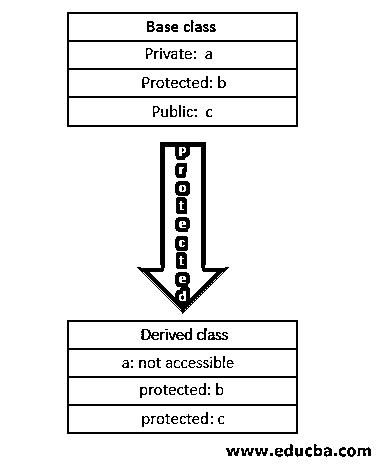 Base class
Private: a
Protected: b
Public: c
Protected
Derived class
a: not accessible
protected: b
protected: c
www.educba.com